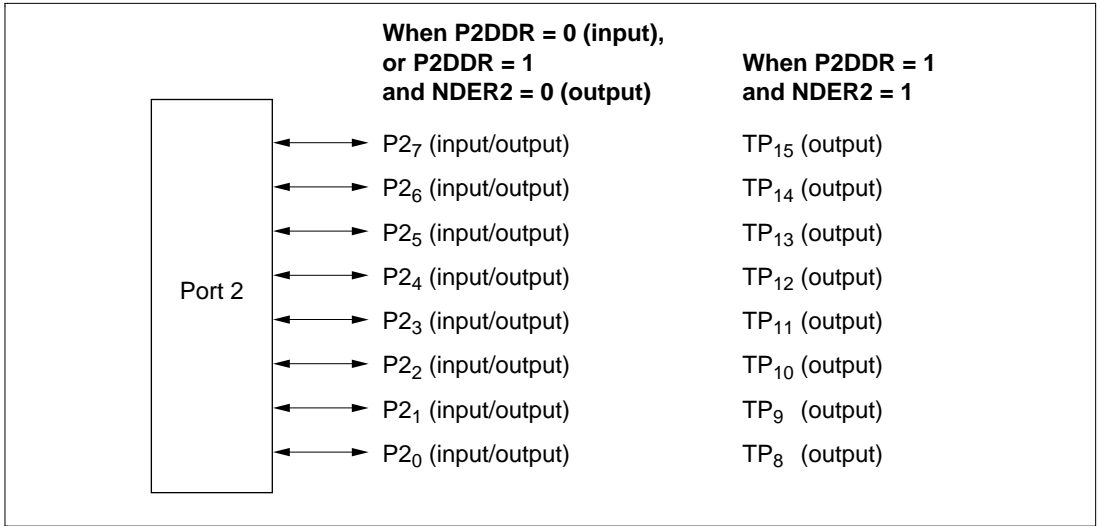 When P2DDR = 0 (input),
or P2DDR = 1
and NDER2 = 0 (output)
When P2DDR = 1
and NDER2 = 1
Port 2
P2₇ (input/output) TP₁₅ (output)
P2₆ (input/output) TP₁₄ (output)
P2₅ (input/output) TP₁₃ (output)
P2₄ (input/output) TP₁₂ (output)
P2₃ (input/output) TP₁₁ (output)
P2₂ (input/output) TP₁₀ (output)
P2₁ (input/output) TP₉ (output)
P2₀ (input/output) TP₈ (output)